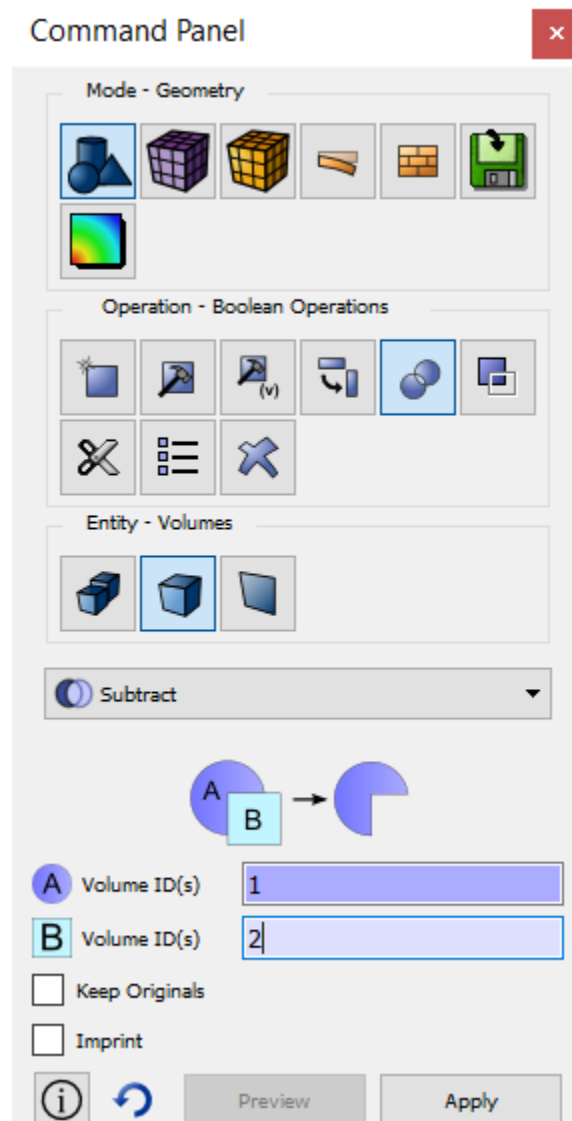 Command Panel
Mode - Geometry
Operation - Boolean Operations
(v)
Entity - Volumes
Subtract
A
B
A Volume ID(s) 1
B Volume ID(s) 2
Keep Originals
Imprint
Preview Apply